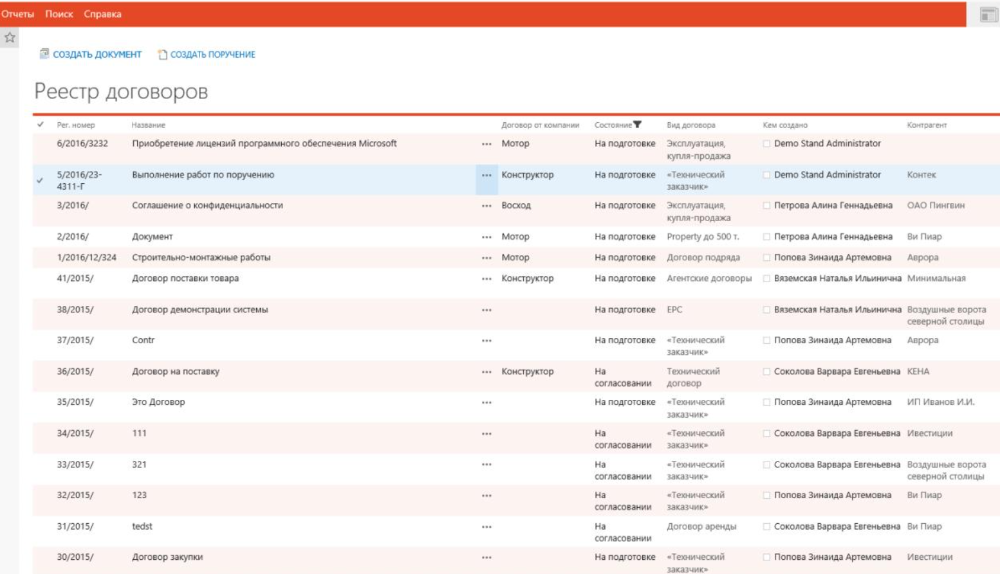 Отчеты Поиск Справка
СОЗДАТЬ ДОКУМЕНТ СОЗДАТЬ ПОРУЧЕНИЕ
Реестр договоров
Рег. номер Название Договор от компании Состояние Вид договора Кем создано Контрагент
6/2016/3232 Приобретение лицензий программного обеспечения Microsoft ... Мотор На подготовке Эксплуатация, Demo Stand Administrator
купля-продажа
5/2016/23- Выполнение работ по поручению ... Конструктор На подготовке «Технический Demo Stand Administrator Контек
4311-Г заказчик»
3/2016/ Соглашение о конфиденциальности ... Восход На подготовке Эксплуатация, Петрова Алина Геннадьевна ОАО Пингвин
купля-продажа
2/2016/ Документ ... Мотор На подготовке Property до 500 т. Петрова Алина Геннадьевна Ви Пиар
1/2016/12/324 Строительно-монтажные работы ... Мотор На подготовке Договор подряда Попова Зинаида Артемовна Аврора
41/2015/ Договор поставки товара ... Конструктор На подготовке Агентские договоры Вяземская Наталья Ильинична Минимальная
38/2015/ Договор демонстрации системы ... На подготовке EPC Вяземская Наталья Ильинична Воздушные ворота
северной столицы
37/2015/ Contr ... На подготовке «Технический Попова Зинаида Артемовна Аврора
заказчик»
36/2015/ Договор на поставку ... Конструктор На Технический Соколова Варвара Евгеньевна КЕНА
согласовании договор
35/2015/ Это Договор ... На подготовке «Технический Попова Зинаида Артемовна ИП Иванов И.И.
заказчик»
34/2015/ 111 ... На «Технический Соколова Варвара Евгеньевна Ивестиции
согласовании заказчик»
33/2015/ 321 ... На «Технический Соколова Варвара Евгеньевна Воздушные ворота
согласовании заказчик» северной столицы
32/2015/ 123 ... На «Технический Попова Зинаида Артемовна Ви Пиар
согласовании заказчик»
31/2015/ tedst ... На Договор аренды Соколова Варвара Евгеньевна Ви Пиар
согласовании
30/2015/ Договор закупки ... На подготовке «Технический Попова Зинаида Артемовна Ивестиции
заказчик»